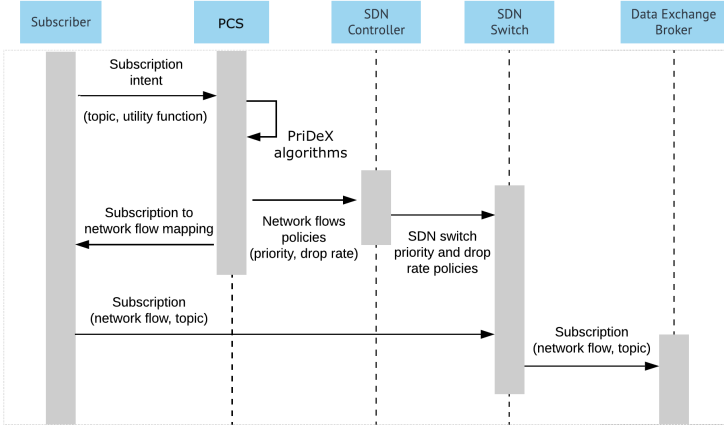 Subscriber
PCS
SDN
Controller
SDN
Switch
Data Exchange
Broker
Subscription
intent
(topic, utility function)
PriDeX
algorithms
Subscription to
network flow mapping
Network flows
policies
(priority, drop rate)
SDN switch
priority and drop
rate policies
Subscription
(network flow, topic)
Subscription
(network flow, topic)